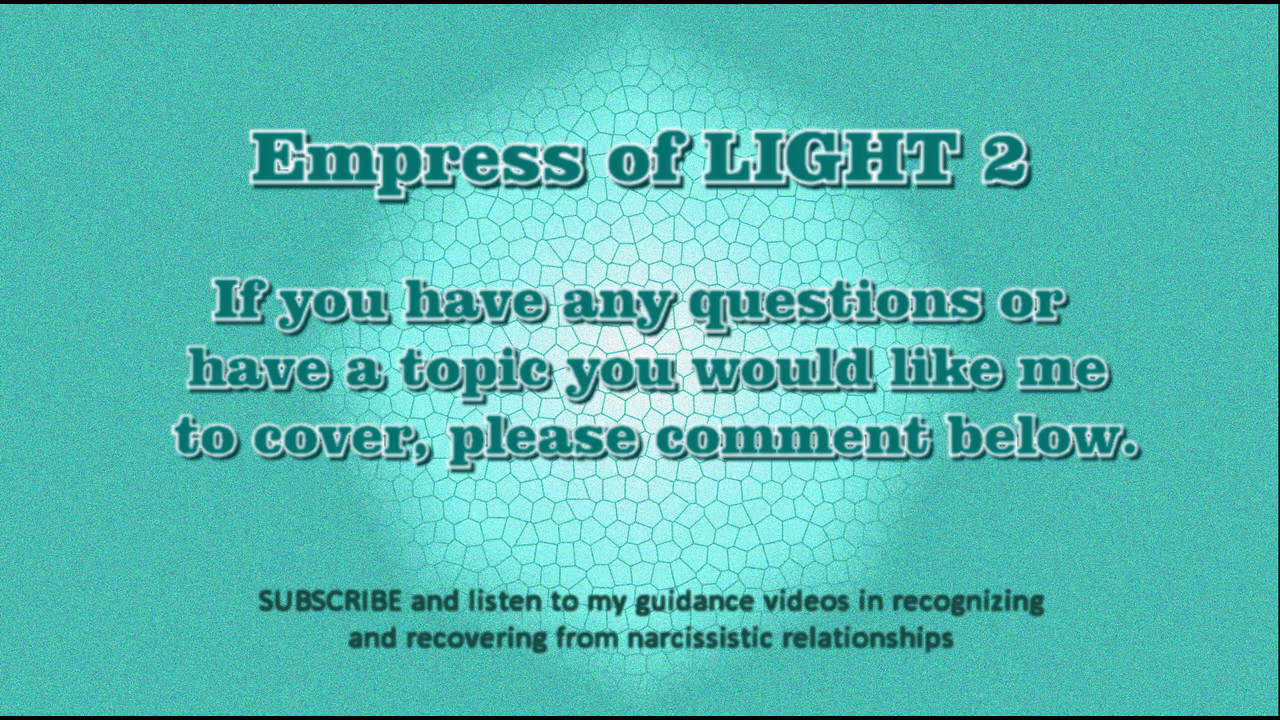 Empress of LIGHT 2
If you have any questions or
have a topic you would like me
to cover, please comment below.
SUBSCRIBE and listen to my guidance videos in recognizing
and recovering from narcissistic relationships